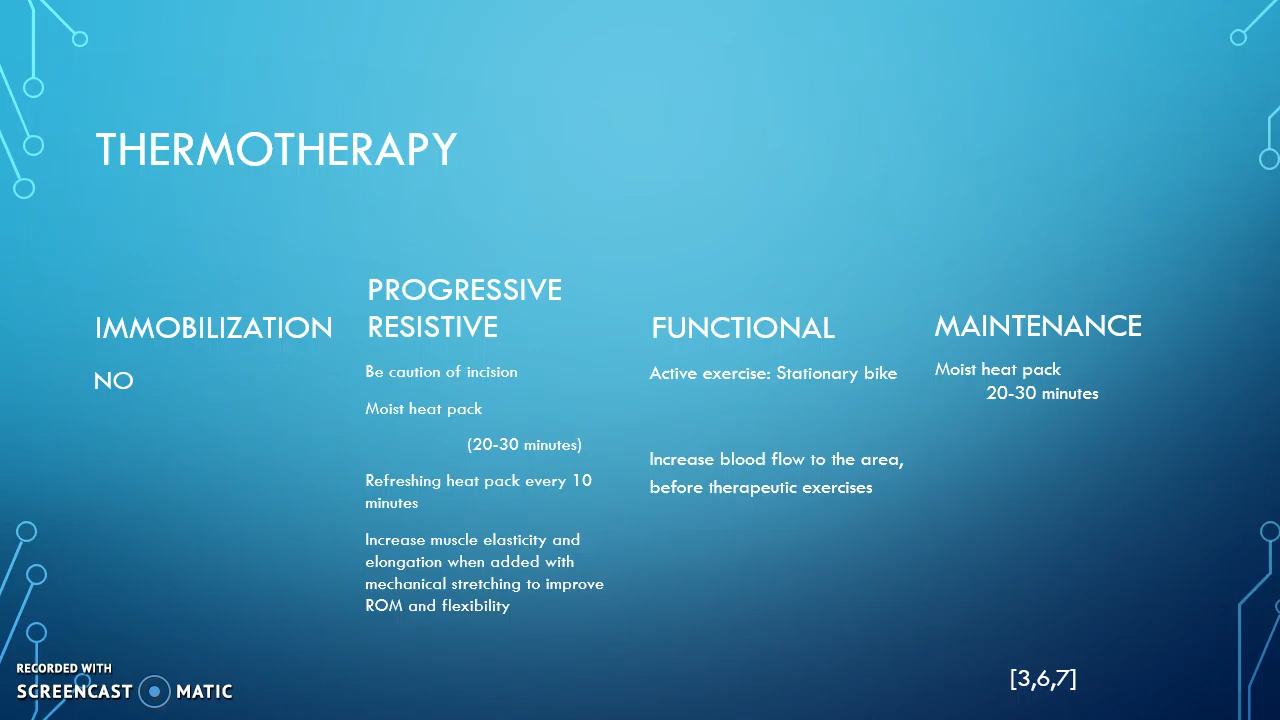 THERMOTHERAPY
IMMOBILIZATION
NO
PROGRESSIVE
RESISTIVE
Be caution of incision
Moist heat pack
(20-30 minutes)
Refreshing heat pack every 10
minutes
Increase muscle elasticity and
elongation when added with
mechanical stretching to improve
ROM and flexibility
FUNCTIONAL
Active exercise: Stationary bike
Increase blood flow to the area,
before therapeutic exercises
MAINTENANCE
Moist heat pack
20-30 minutes
[3,6,7]
RECORDED WITH
SCREENCAST MATIC